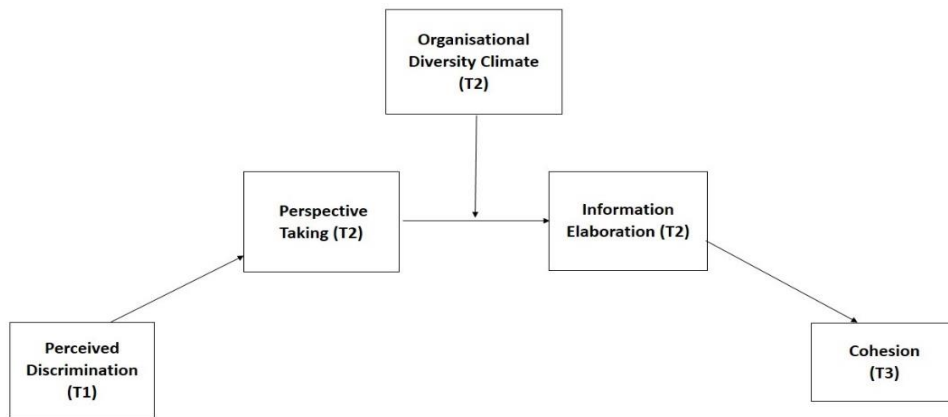 Organisational
Diversity Climate
(T2)
Perspective
Taking (T2)
Information
Elaboration (T2)
Perceived
Discrimination
(T1)
Cohesion
(T3)